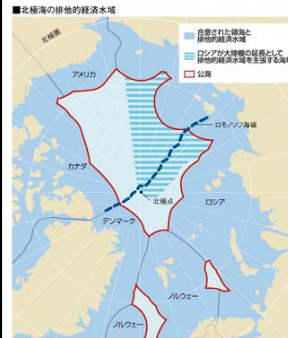 ■北極海の排他的経済水域
合意された領海と
排他的経済水域
ロシアが大陸棚の延長として
排他的経済水域を主張する海域
公海
北極圏
アメリカ
ロモノソフ海嶺
カナダ
北極点
ロシア
デンマーク
ノルウェー
ノルウェー